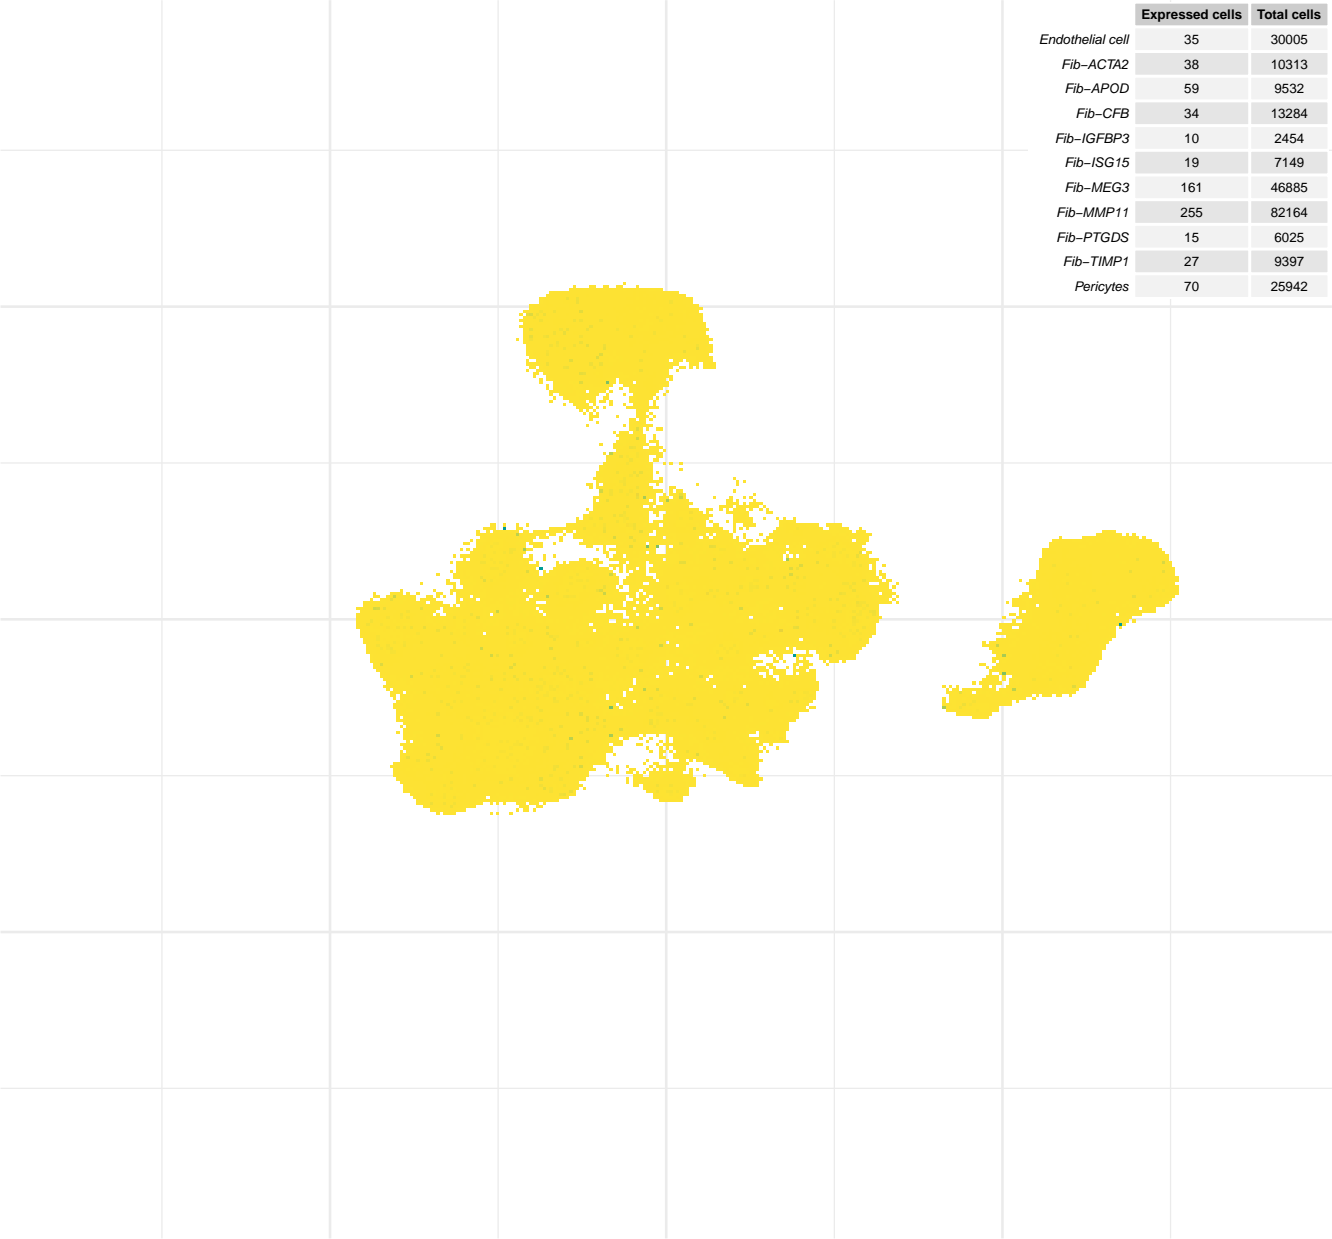 Expressed cells Total cells
Endothelial cell 35 30005
Fib−ACTA2 38 10313
Fib−APOD 59 9532
Fib−CFB 34 13284
Fib−IGFBP3 10 2454
Fib−ISG15 19 7149
Fib−MEG3 161 46885
Fib−MMP11 255 82164
Fib−PTGDS 15 6025
Fib−TIMP1 27 9397
Pericytes 70 25942